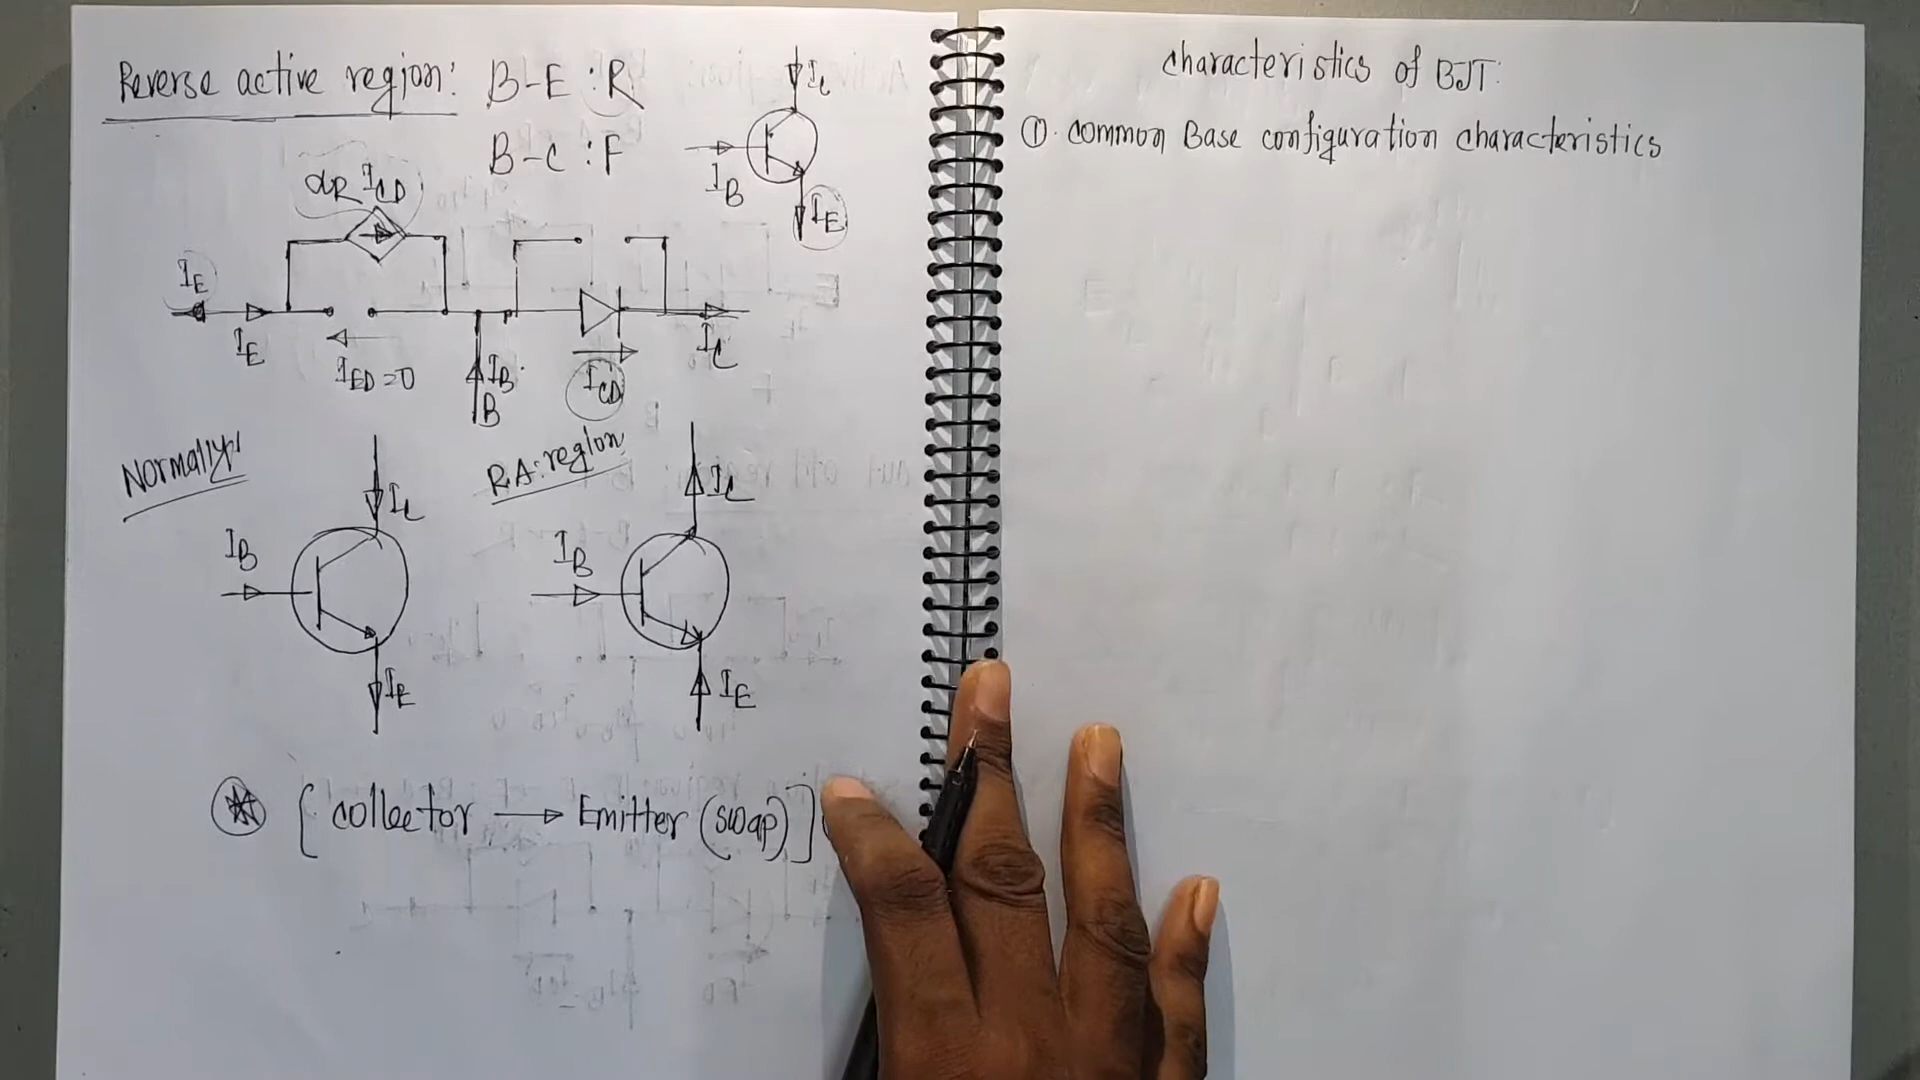 Reverse active region: B-E : R
B-C : F
I_C
I_B
I_E
α_R I_CD
I_E
I_E
I_ED = 0
I_B
B
I_CD
I_C
Normally:
I_C
I_B
I_E
R.A. region
I_C
I_B
I_E
[collector → Emitter (swap)]
characteristics of BJT:
①. common Base configuration characteristics